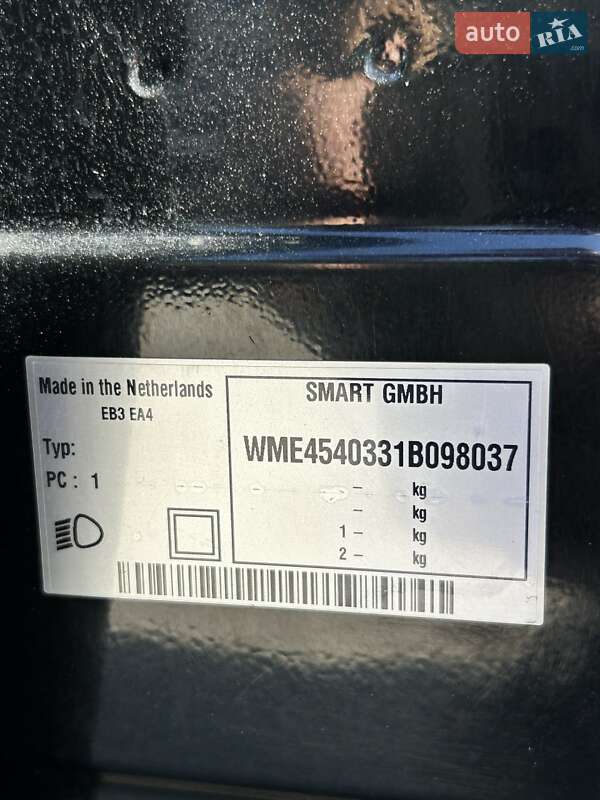 auto RIA.com
Made in the Netherlands
EB3 EA4
Typ:
PC : 1
SMART GMBH
WME4540331B098037
– kg
– kg
1 – kg
2 – kg